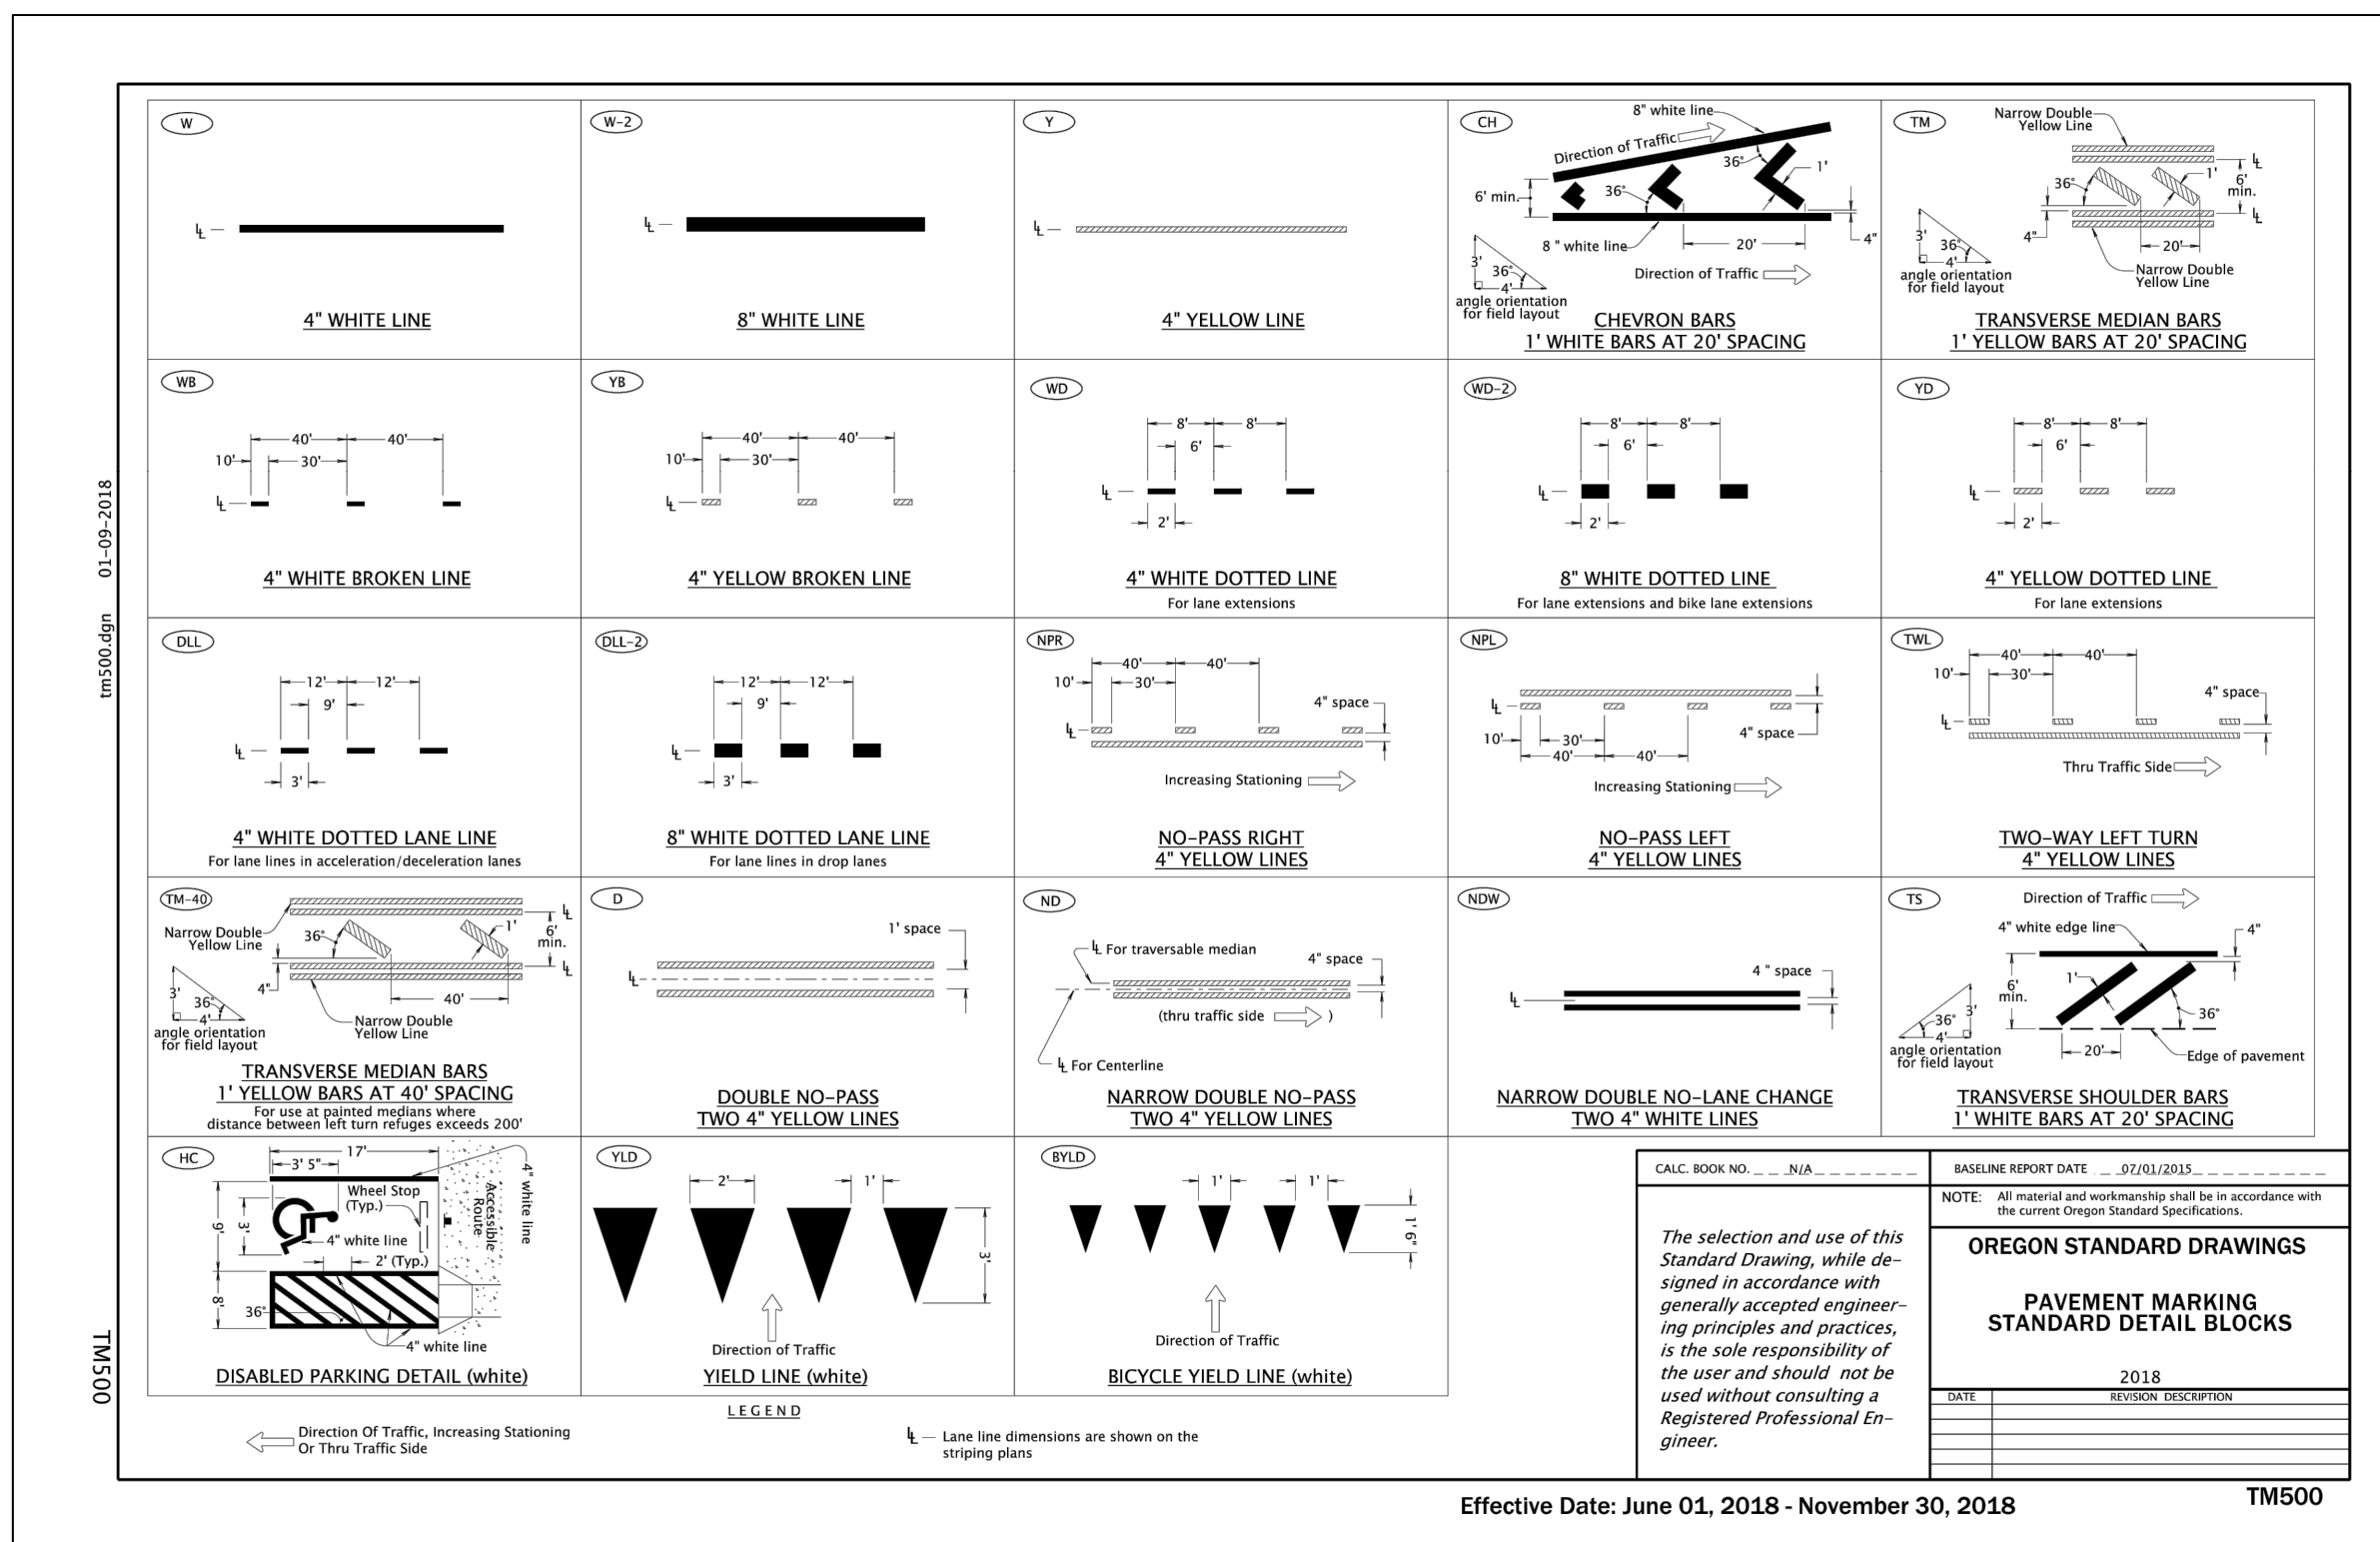 W
LL
4" WHITE LINE
W-2
LL
8" WHITE LINE
Y
LL
4" YELLOW LINE
CH
8" white line
Direction of Traffic
36°
1'
6' min.
36°
8 " white line
20'
4"
3'
36°
4'
Direction of Traffic
angle orientation
for field layout
CHEVRON BARS
1' WHITE BARS AT 20' SPACING
TM
Narrow Double
Yellow Line
LL
36°
1'
6'
min.
LL
4"
20'
3'
36°
4'
angle orientation
for field layout
Narrow Double
Yellow Line
TRANSVERSE MEDIAN BARS
1' YELLOW BARS AT 20' SPACING
WB
40' 40'
10' 30'
LL
4" WHITE BROKEN LINE
YB
40' 40'
10' 30'
LL
4" YELLOW BROKEN LINE
WD
8' 8'
6'
LL
2'
4" WHITE DOTTED LINE
For lane extensions
WD-2
8' 8'
6'
LL
2'
8" WHITE DOTTED LINE
For lane extensions and bike lane extensions
YD
8' 8'
6'
LL
2'
4" YELLOW DOTTED LINE
For lane extensions
DLL
12' 12'
9'
LL
3'
4" WHITE DOTTED LANE LINE
For lane lines in acceleration/deceleration lanes
DLL-2
12' 12'
9'
LL
3'
8" WHITE DOTTED LANE LINE
For lane lines in drop lanes
NPR
40' 40'
10' 30'
4" space
LL
Increasing Stationing
NO-PASS RIGHT
4" YELLOW LINES
NPL
LL
4" space
10' 30'
40' 40'
Increasing Stationing
NO-PASS LEFT
4" YELLOW LINES
TWL
40' 40'
10' 30'
4" space
LL
Thru Traffic Side
TWO-WAY LEFT TURN
4" YELLOW LINES
TM-40
LL
Narrow Double
Yellow Line
36°
1'
6'
min.
LL
4"
40'
3'
36°
4'
angle orientation
for field layout
Narrow Double
Yellow Line
TRANSVERSE MEDIAN BARS
1' YELLOW BARS AT 40' SPACING
For use at painted medians where
distance between left turn refuges exceeds 200'
D
1' space
LL
DOUBLE NO-PASS
TWO 4" YELLOW LINES
ND
LL For traversable median
4" space
(thru traffic side )
LL For Centerline
NARROW DOUBLE NO-PASS
TWO 4" YELLOW LINES
NDW
4 " space
LL
NARROW DOUBLE NO-LANE CHANGE
TWO 4" WHITE LINES
TS
Direction of Traffic
4" white edge line
4"
1'
6'
min.
36°
3'
36°
4'
20'
angle orientation
for field layout
Edge of pavement
TRANSVERSE SHOULDER BARS
1' WHITE BARS AT 20' SPACING
HC
17'
3' 5"
4" white line
Wheel Stop
(Typ.)
Accessible
Route
9'
3'
4" white line
2' (Typ.)
8'
36°
4" white line
DISABLED PARKING DETAIL (white)
YLD
2' 1'
3'
Direction of Traffic
YIELD LINE (white)
BYLD
1' 1'
1' 6"
Direction of Traffic
BICYCLE YIELD LINE (white)
LEGEND
Direction Of Traffic, Increasing Stationing
Or Thru Traffic Side
LL Lane line dimensions are shown on the
striping plans
CALC. BOOK NO. N/A
The selection and use of this
Standard Drawing, while de-
signed in accordance with
generally accepted engineer-
ing principles and practices,
is the sole responsibility of
the user and should not be
used without consulting a
Registered Professional En-
gineer.
BASELINE REPORT DATE 07/01/2015
NOTE: All material and workmanship shall be in accordance with
the current Oregon Standard Specifications.
OREGON STANDARD DRAWINGS
PAVEMENT MARKING
STANDARD DETAIL BLOCKS
2018
DATE REVISION DESCRIPTION
Effective Date: June 01, 2018 - November 30, 2018
TM500
tm500.dgn 01-09-2018
TM500